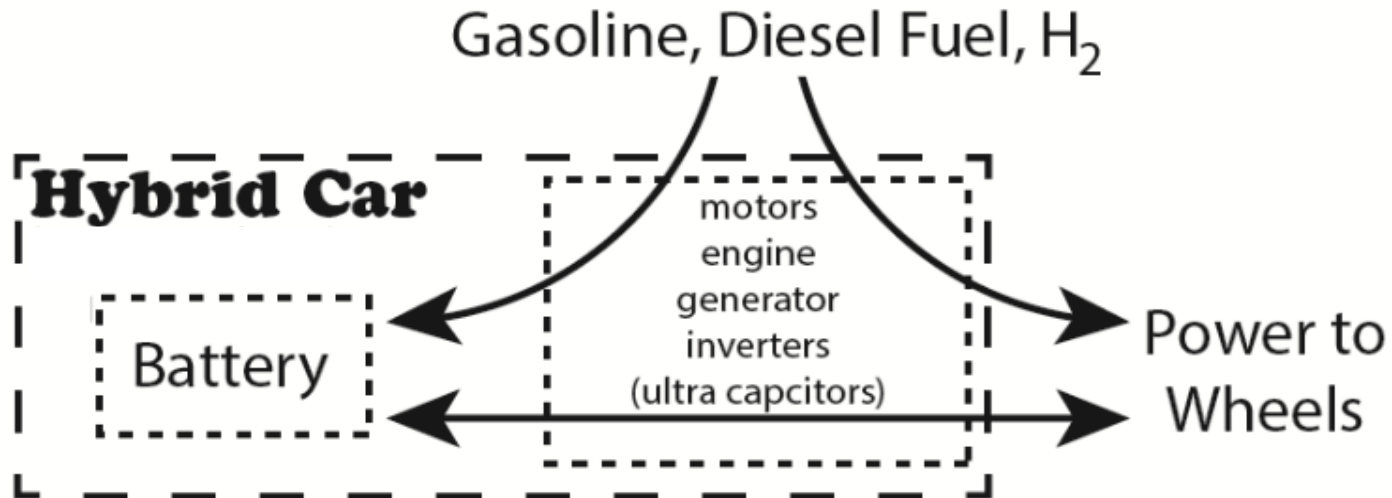 Gasoline, Diesel Fuel, H₂
Hybrid Car
motors
engine
generator
inverters
(ultra capcitors)
Battery
Power to
Wheels